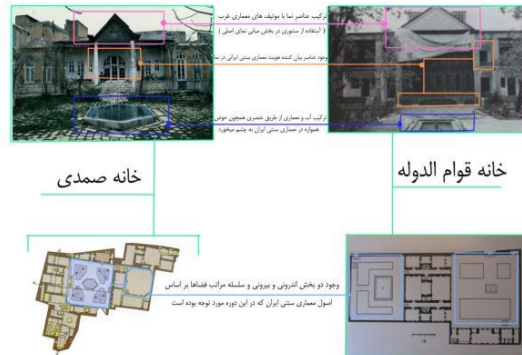 ترکیب عناصر نما با موتیف های معماری غرب
( استفاده از سنتوری در بخش میانی نمای اصلی )
وجود عناصر بیان کننده هویت معماری سنتی ایرانی در نما
ترکیب آب و معماری از طریق عنصری همچون حوض
همواره در معماری سنتی ایران به چشم میخورد
خانه قوام الدوله
خانه صمدی
وجود دو بخش اندرونی و بیرونی و سلسله مراتب فضاها بر اساس
اصول معماری سنتی ایران که در این دوره مورد توجه بوده است